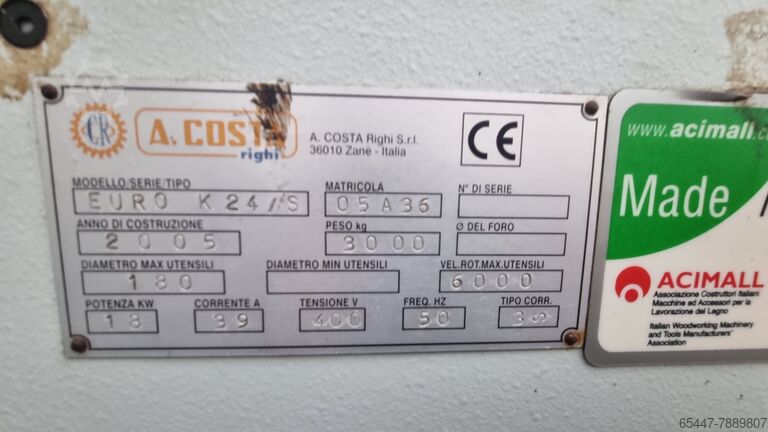 CR A. COSTA righi
A. COSTA Righi S.r.l.
36010 Zanè - Italia
CE
MODELLO/SERIE/TIPO
EURO K 24/S
MATRICOLA
05A36
N° DI SERIE
ANNO DI COSTRUZIONE
2005
PESO kg
3000
Ø DEL FORO
DIAMETRO MAX UTENSILI
180
DIAMETRO MIN UTENSILI
VEL.ROT.MAX.UTENSILI
6000
POTENZA KW
18
CORRENTE A
39
TENSIONE V
400
FREQ. HZ
50
TIPO CORR.
www.acimall.c
Made
ACIMALL
Associazione Costruttori Italiani
Macchine ed Accessori per la
Lavorazione del Legno
Italian Woodworking Machinery
and Tools Manufacturers'
Association
65447-7889807